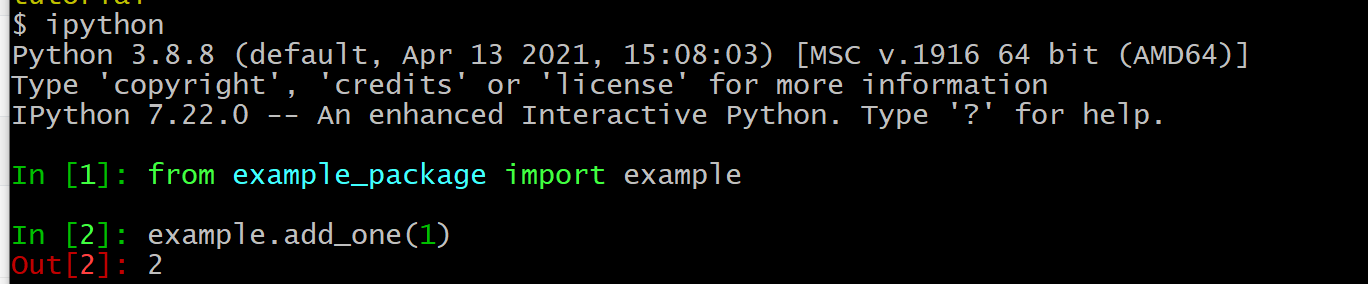 tutorial
$ ipython
Python 3.8.8 (default, Apr 13 2021, 15:08:03) [MSC v.1916 64 bit (AMD64)]
Type 'copyright', 'credits' or 'license' for more information
IPython 7.22.0 -- An enhanced Interactive Python. Type '?' for help.
In [1]: from example_package import example
In [2]: example.add_one(1)
Out[2]: 2